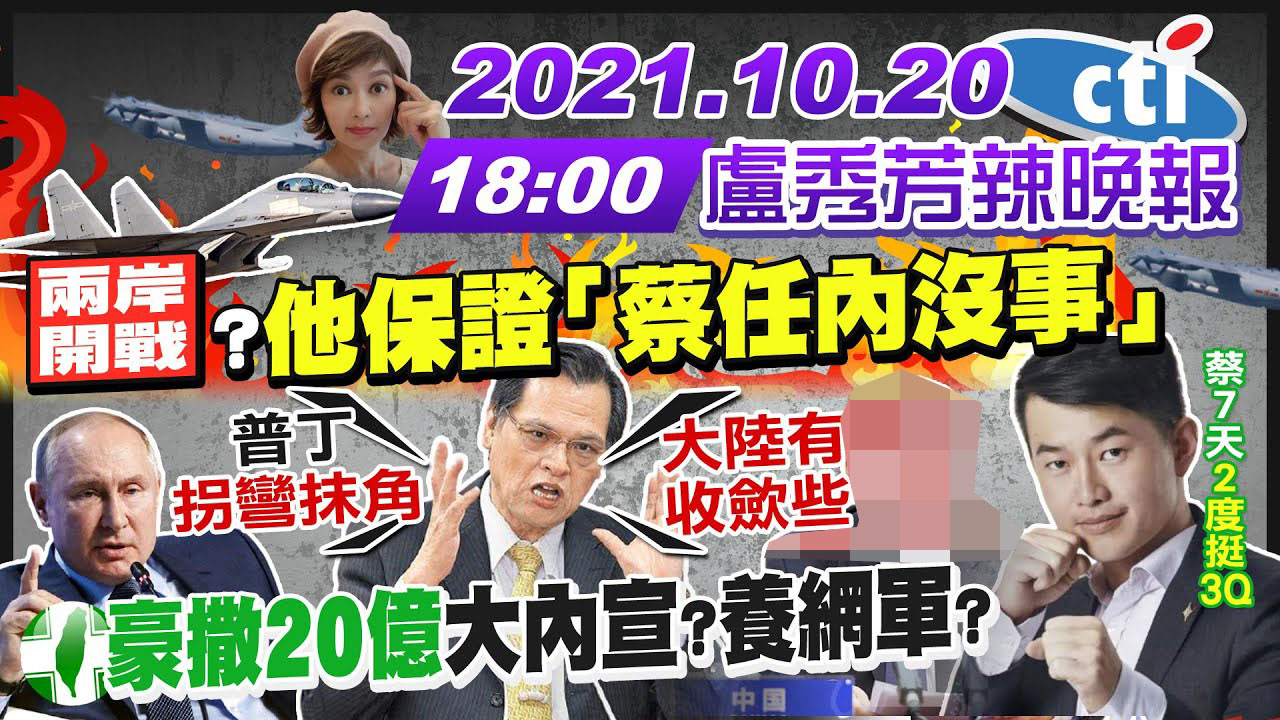 2021.10.20
cti
18:00
盧秀芳辣晚報
兩岸
開戰
?他保證「蔡任內沒事」
普丁
拐彎抹角
大陸有
收斂些
蔡7天2度挺3Q
豪撒20億大內宣?養網軍?
中国